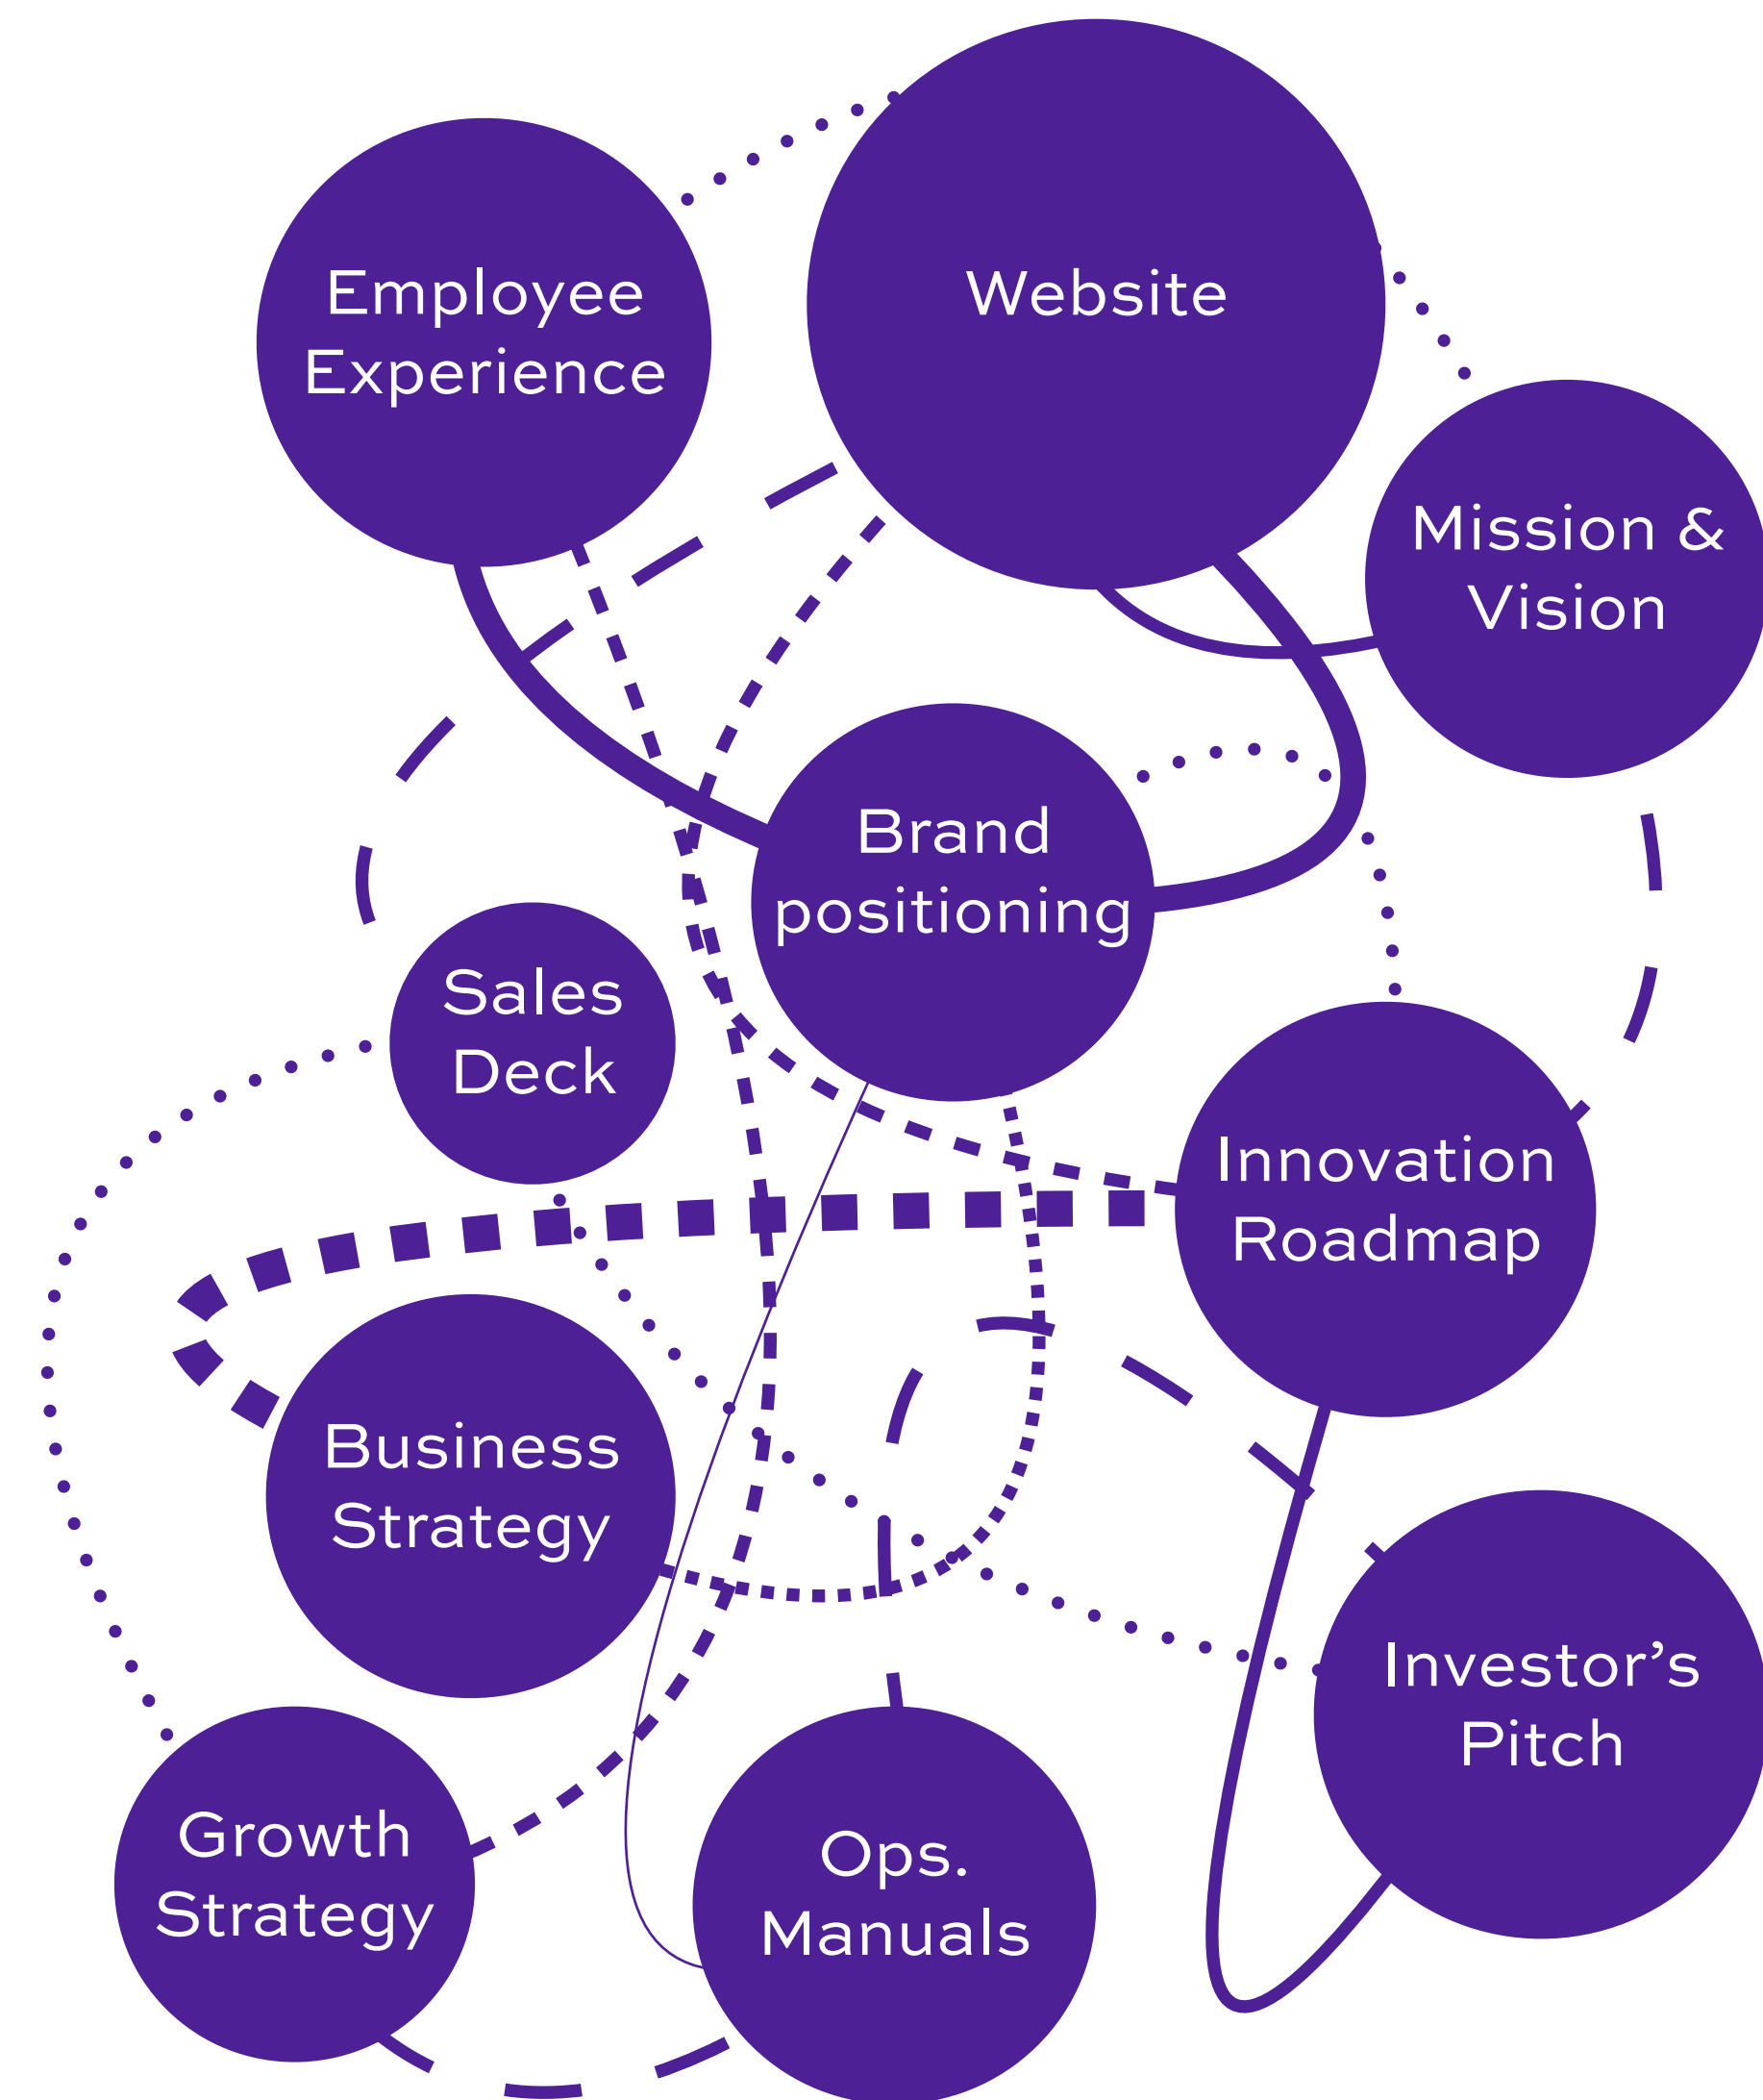 Employee
Experience
Website
Mission &
Vision
Brand
positioning
Sales
Deck
Innovation
Roadmap
Business
Strategy
Investor’s
Pitch
Growth
Strategy
Ops.
Manuals